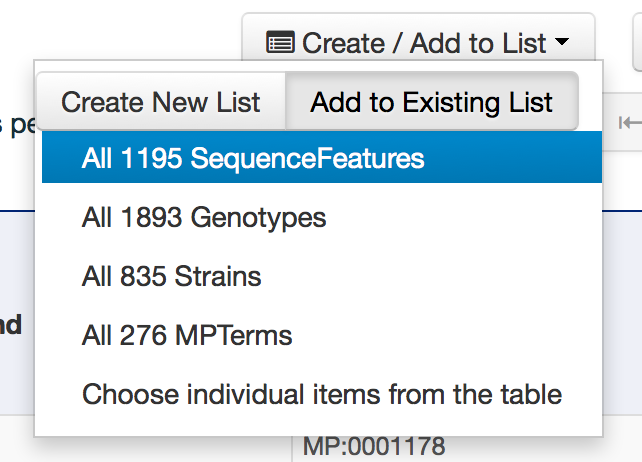 Create / Add to List
Create New List
Add to Existing List
s pe
All 1195 SequenceFeatures
All 1893 Genotypes
All 835 Strains
nd
All 276 MPTerms
Choose individual items from the table
MP:0001178